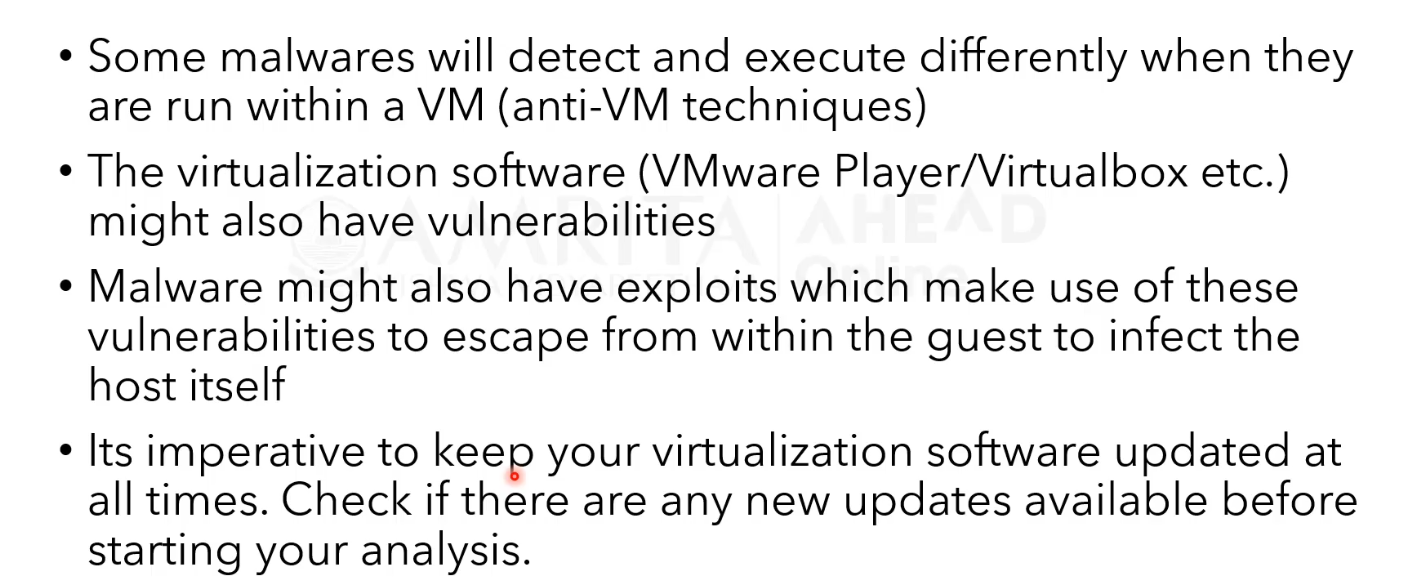 • Some malwares will detect and execute differently when they
are run within a VM (anti-VM techniques)
• The virtualization software (VMware Player/Virtualbox etc.)
might also have vulnerabilities
AMRITA AHEAD
Online
• Malware might also have exploits which make use of these
vulnerabilities to escape from within the guest to infect the
host itself
• Its imperative to keep your virtualization software updated at
all times. Check if there are any new updates available before
starting your analysis.